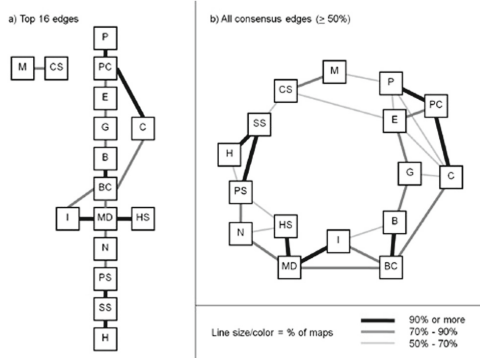 a) Top 16 edges
P
M
CS
PC
E
G
C
B
BC
I
MD
HS
N
PS
SS
H
b) All consensus edges (≥ 50%)
M
P
CS
PC
SS
E
H
G
C
PS
B
HS
N
I
MD
BC
Line size/color = % of maps
90% or more
70% - 90%
50% - 70%